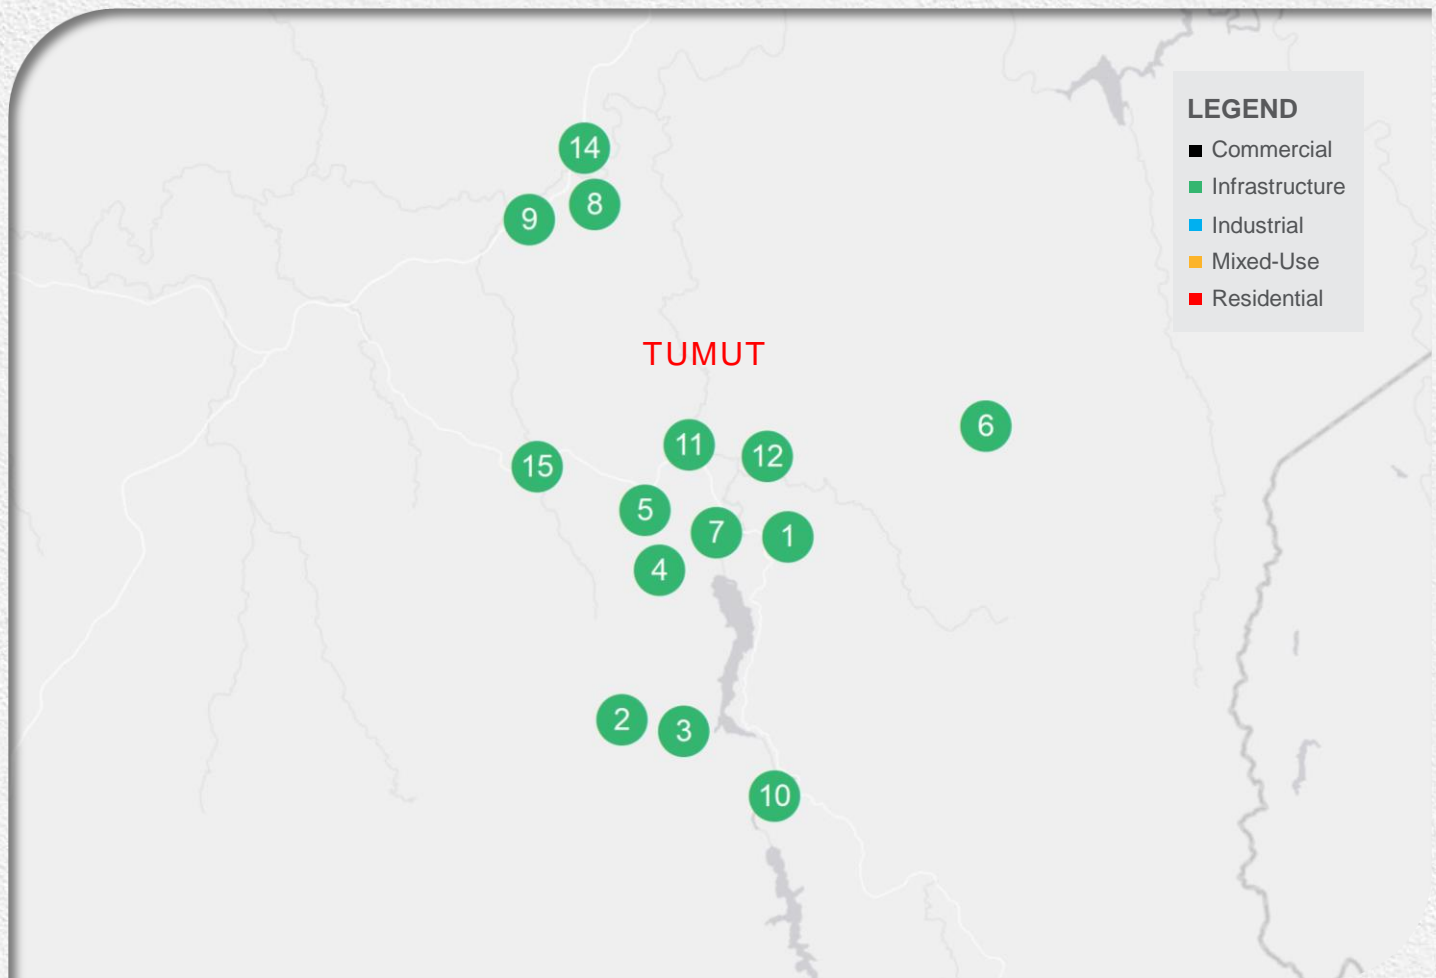 LEGEND
Commercial
Infrastructure
Industrial
Mixed-Use
Residential
14
8
9
TUMUT
6
11
12
15
5
7
1
4
2
3
10